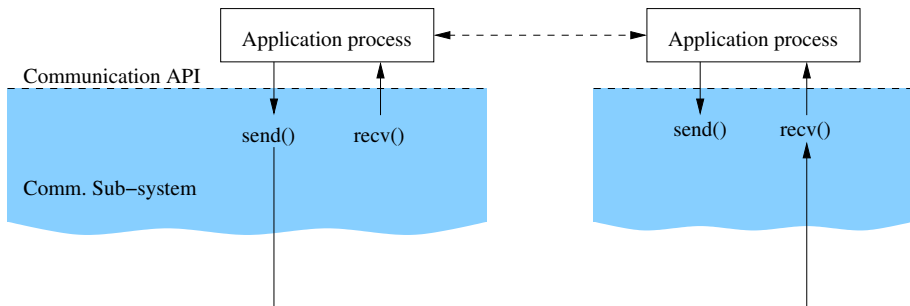 Application process
Application process
Communication API
send()
recv()
send()
recv()
Comm. Sub−system